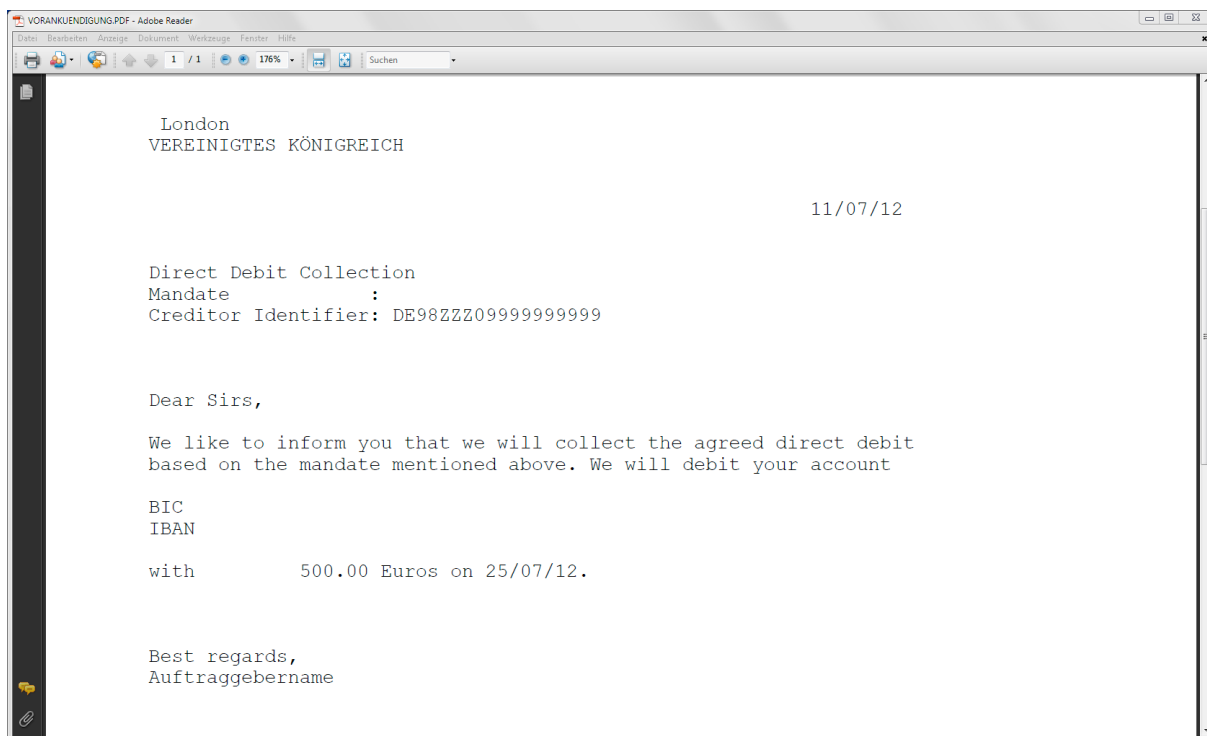 VORANKUENDIGUNG.PDF - Adobe Reader
Datei Bearbeiten Anzeige Dokument Werkzeuge Fenster Hilfe
1 / 1 176% Suchen
London
VEREINIGTES KÖNIGREICH
11/07/12
Direct Debit Collection
Mandate :
Creditor Identifier: DE98ZZZ09999999999
Dear Sirs,
We like to inform you that we will collect the agreed direct debit
based on the mandate mentioned above. We will debit your account
BIC
IBAN
with 500.00 Euros on 25/07/12.
Best regards,
Auftraggebername